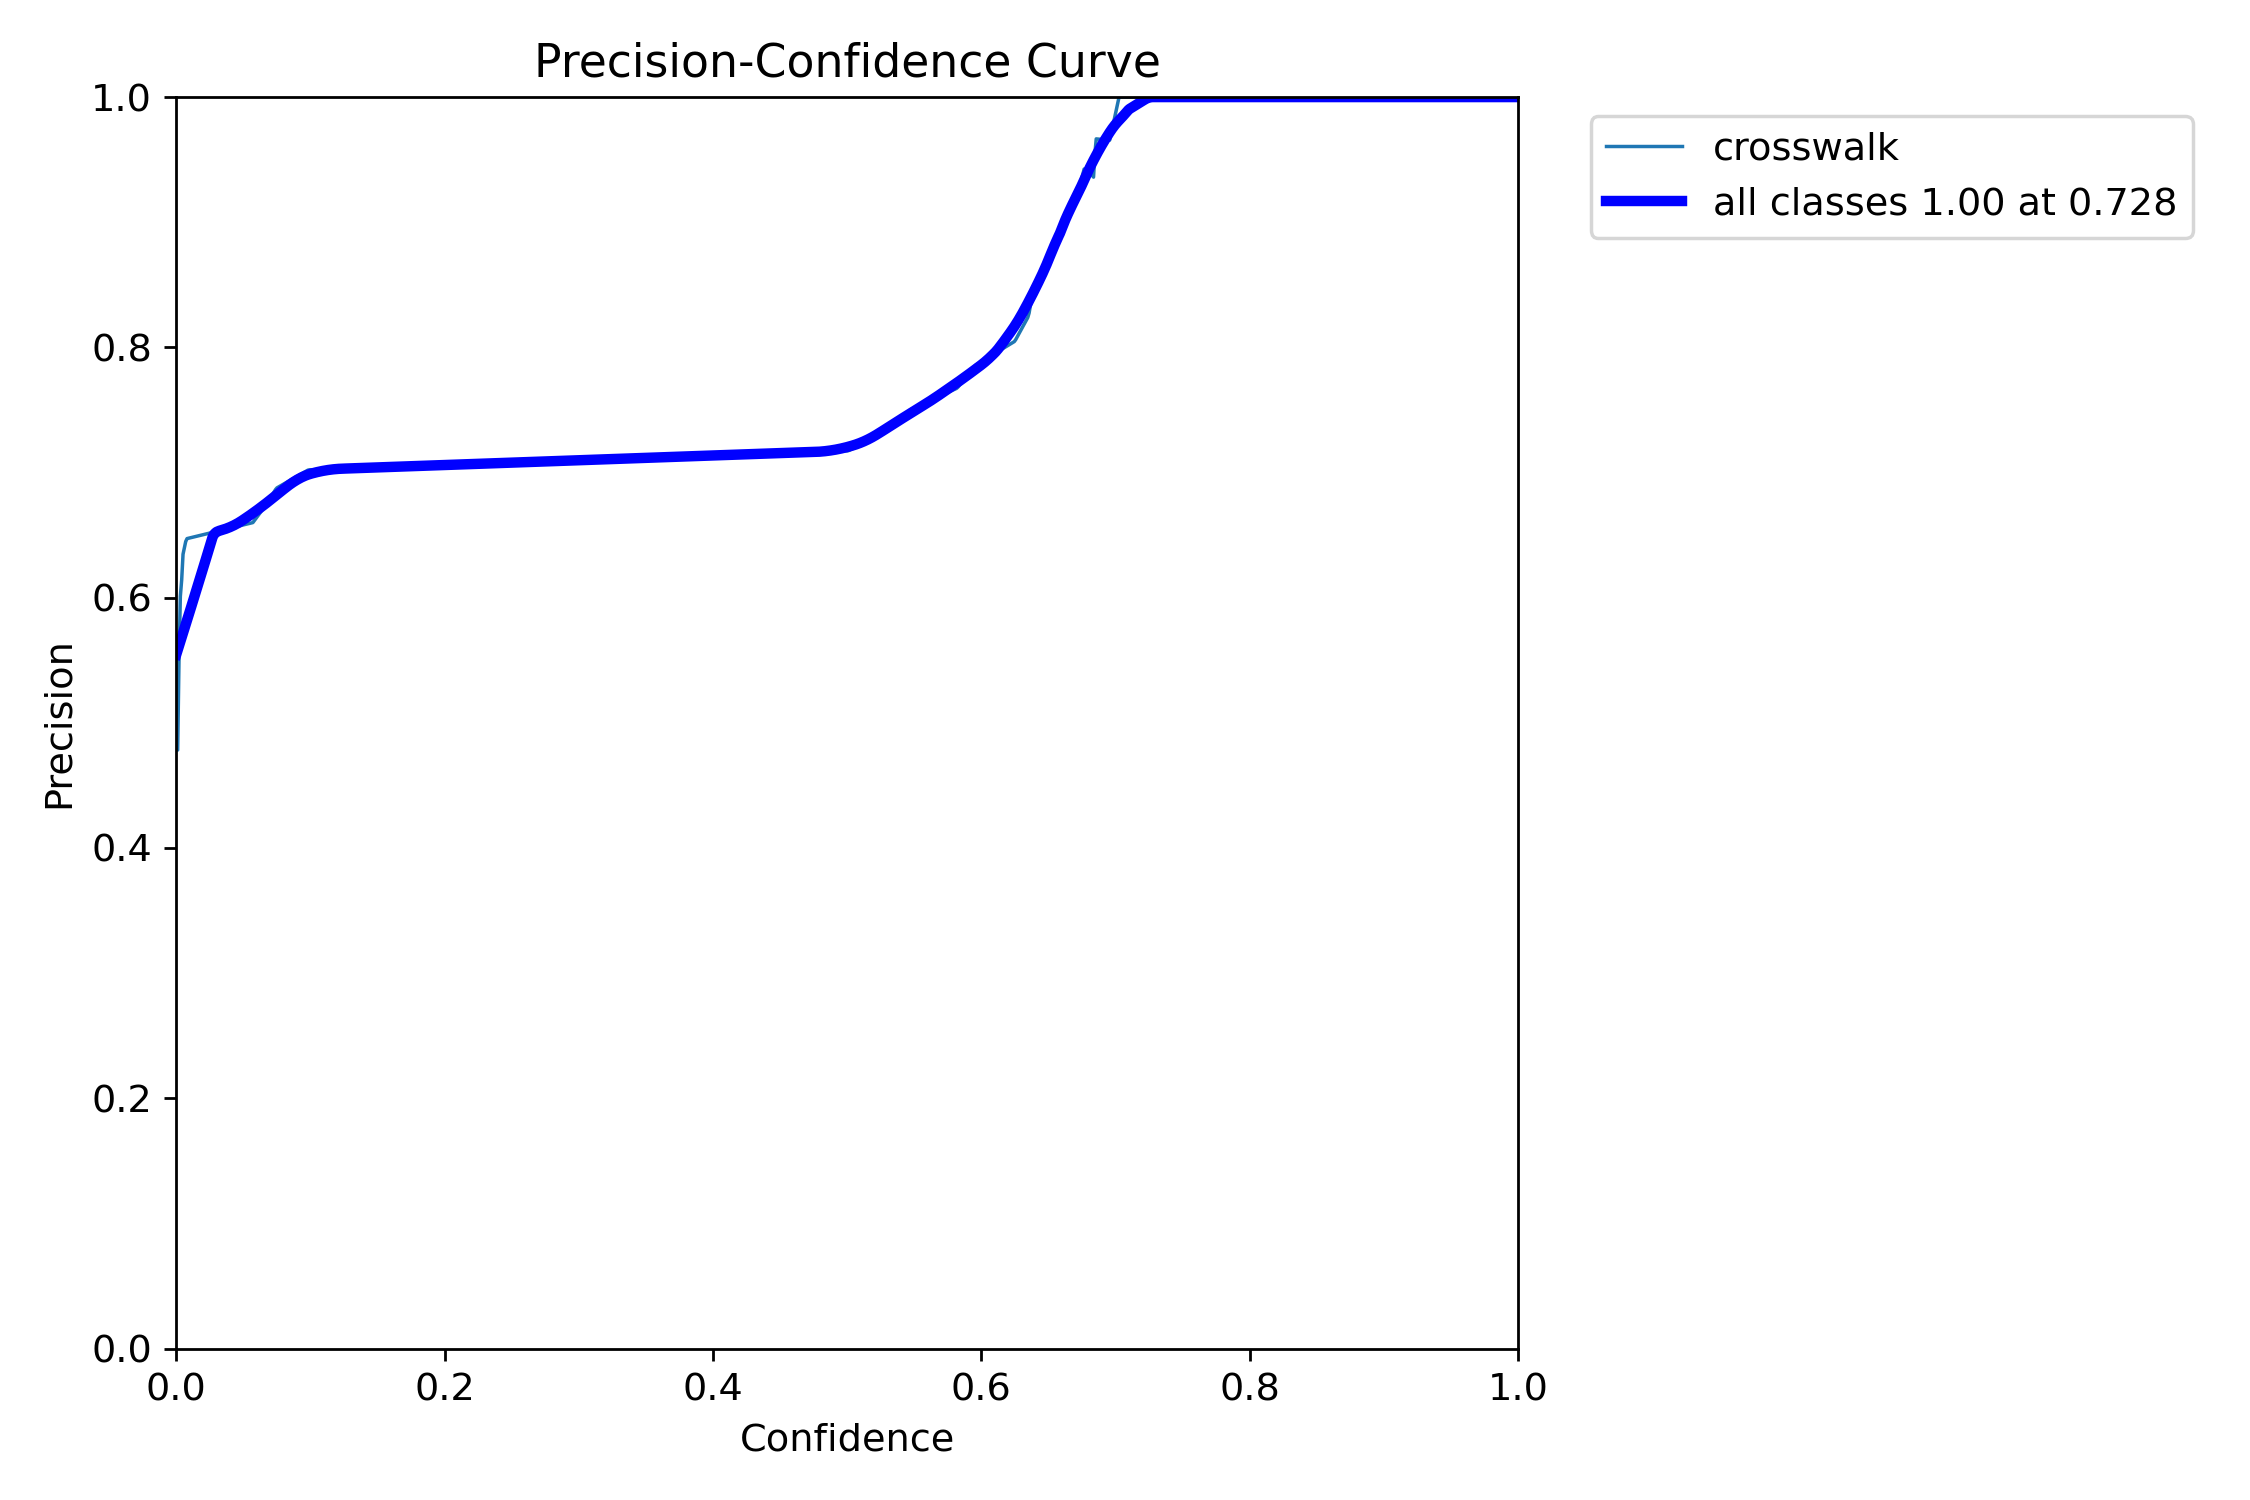 Precision-Confidence Curve
crosswalk
all classes 1.00 at 0.728
Precision
1.0
0.8
0.6
0.4
0.2
0.0
0.0 0.2 0.4 0.6 0.8 1.0
Confidence